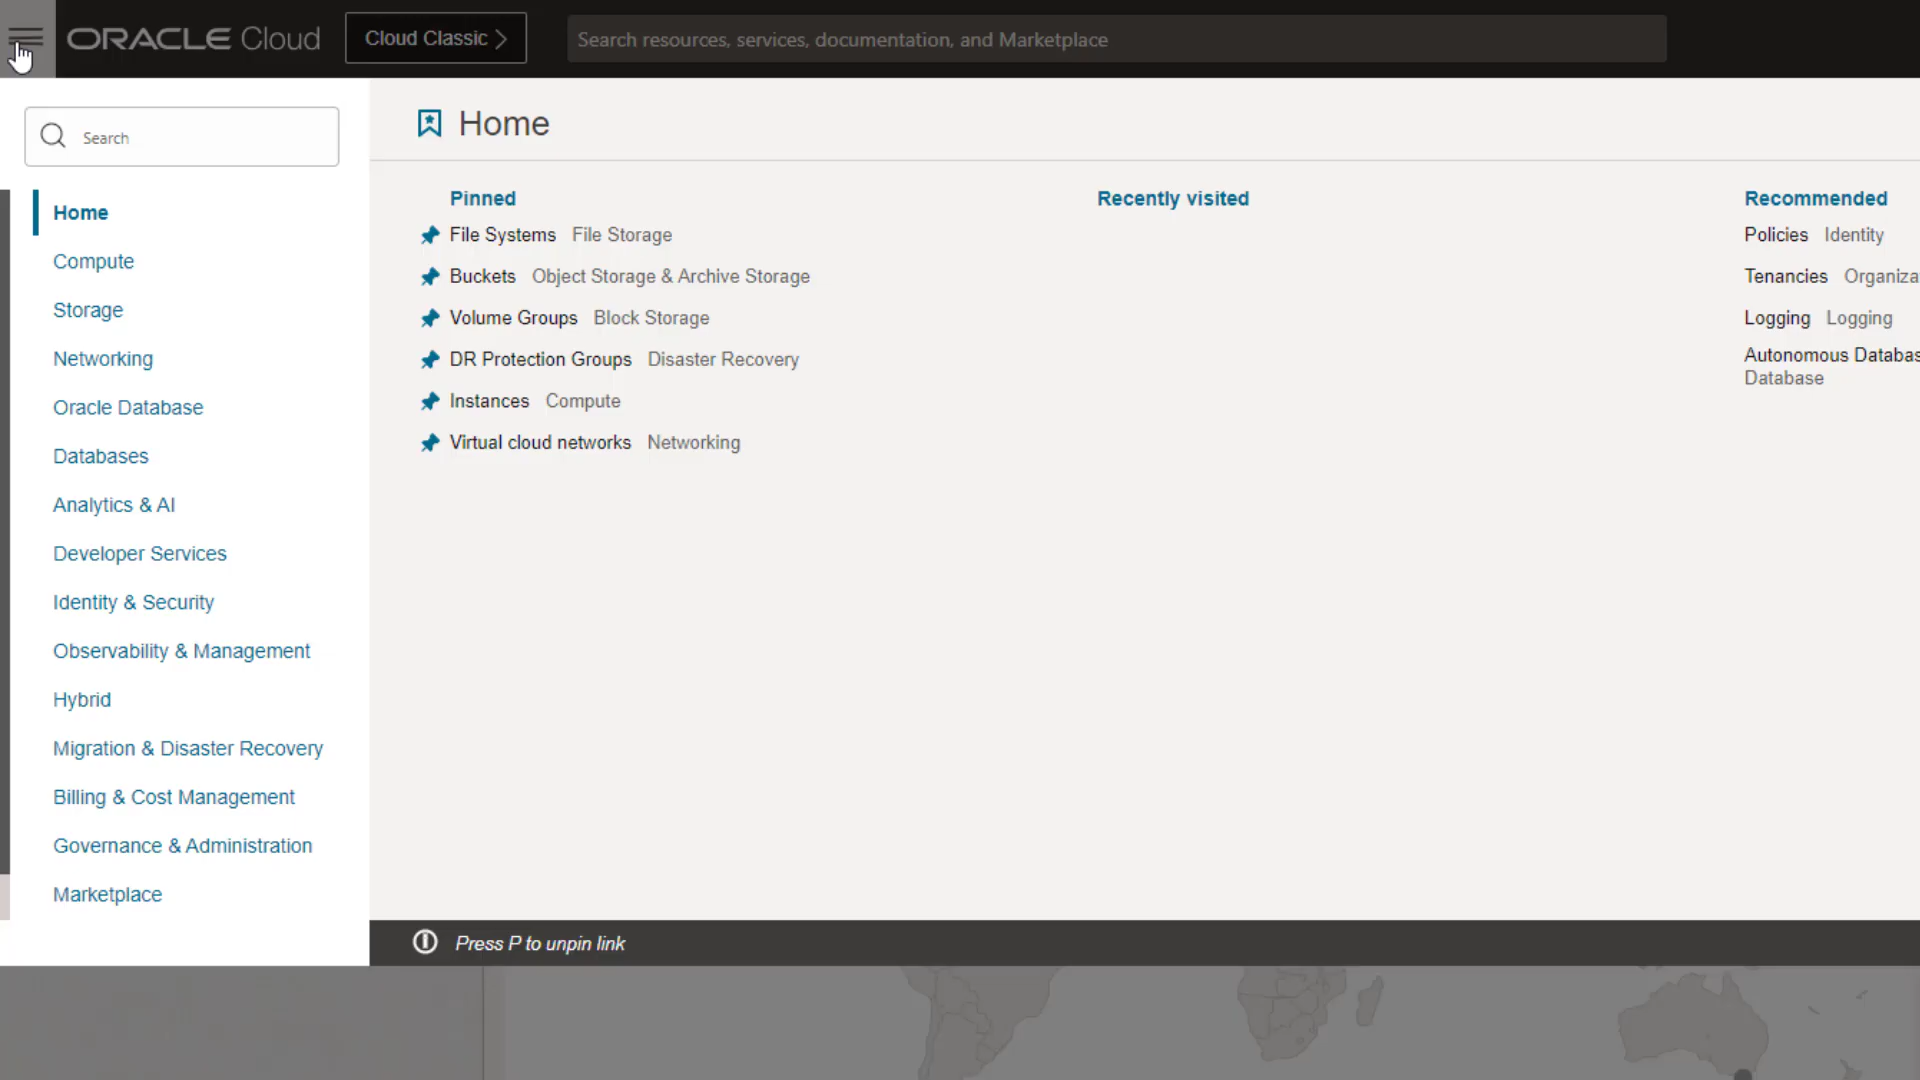 ORACLE Cloud
Cloud Classic
Search resources, services, documentation, and Marketplace
Search
Home
Compute
Storage
Networking
Oracle Database
Databases
Analytics & AI
Developer Services
Identity & Security
Observability & Management
Hybrid
Migration & Disaster Recovery
Billing & Cost Management
Governance & Administration
Marketplace
Home
Pinned
File Systems File Storage
Buckets Object Storage & Archive Storage
Volume Groups Block Storage
DR Protection Groups Disaster Recovery
Instances Compute
Virtual cloud networks Networking
Recently visited
Recommended
Policies Identity
Tenancies Organiza
Logging Logging
Autonomous Databas
Database
Press P to unpin link